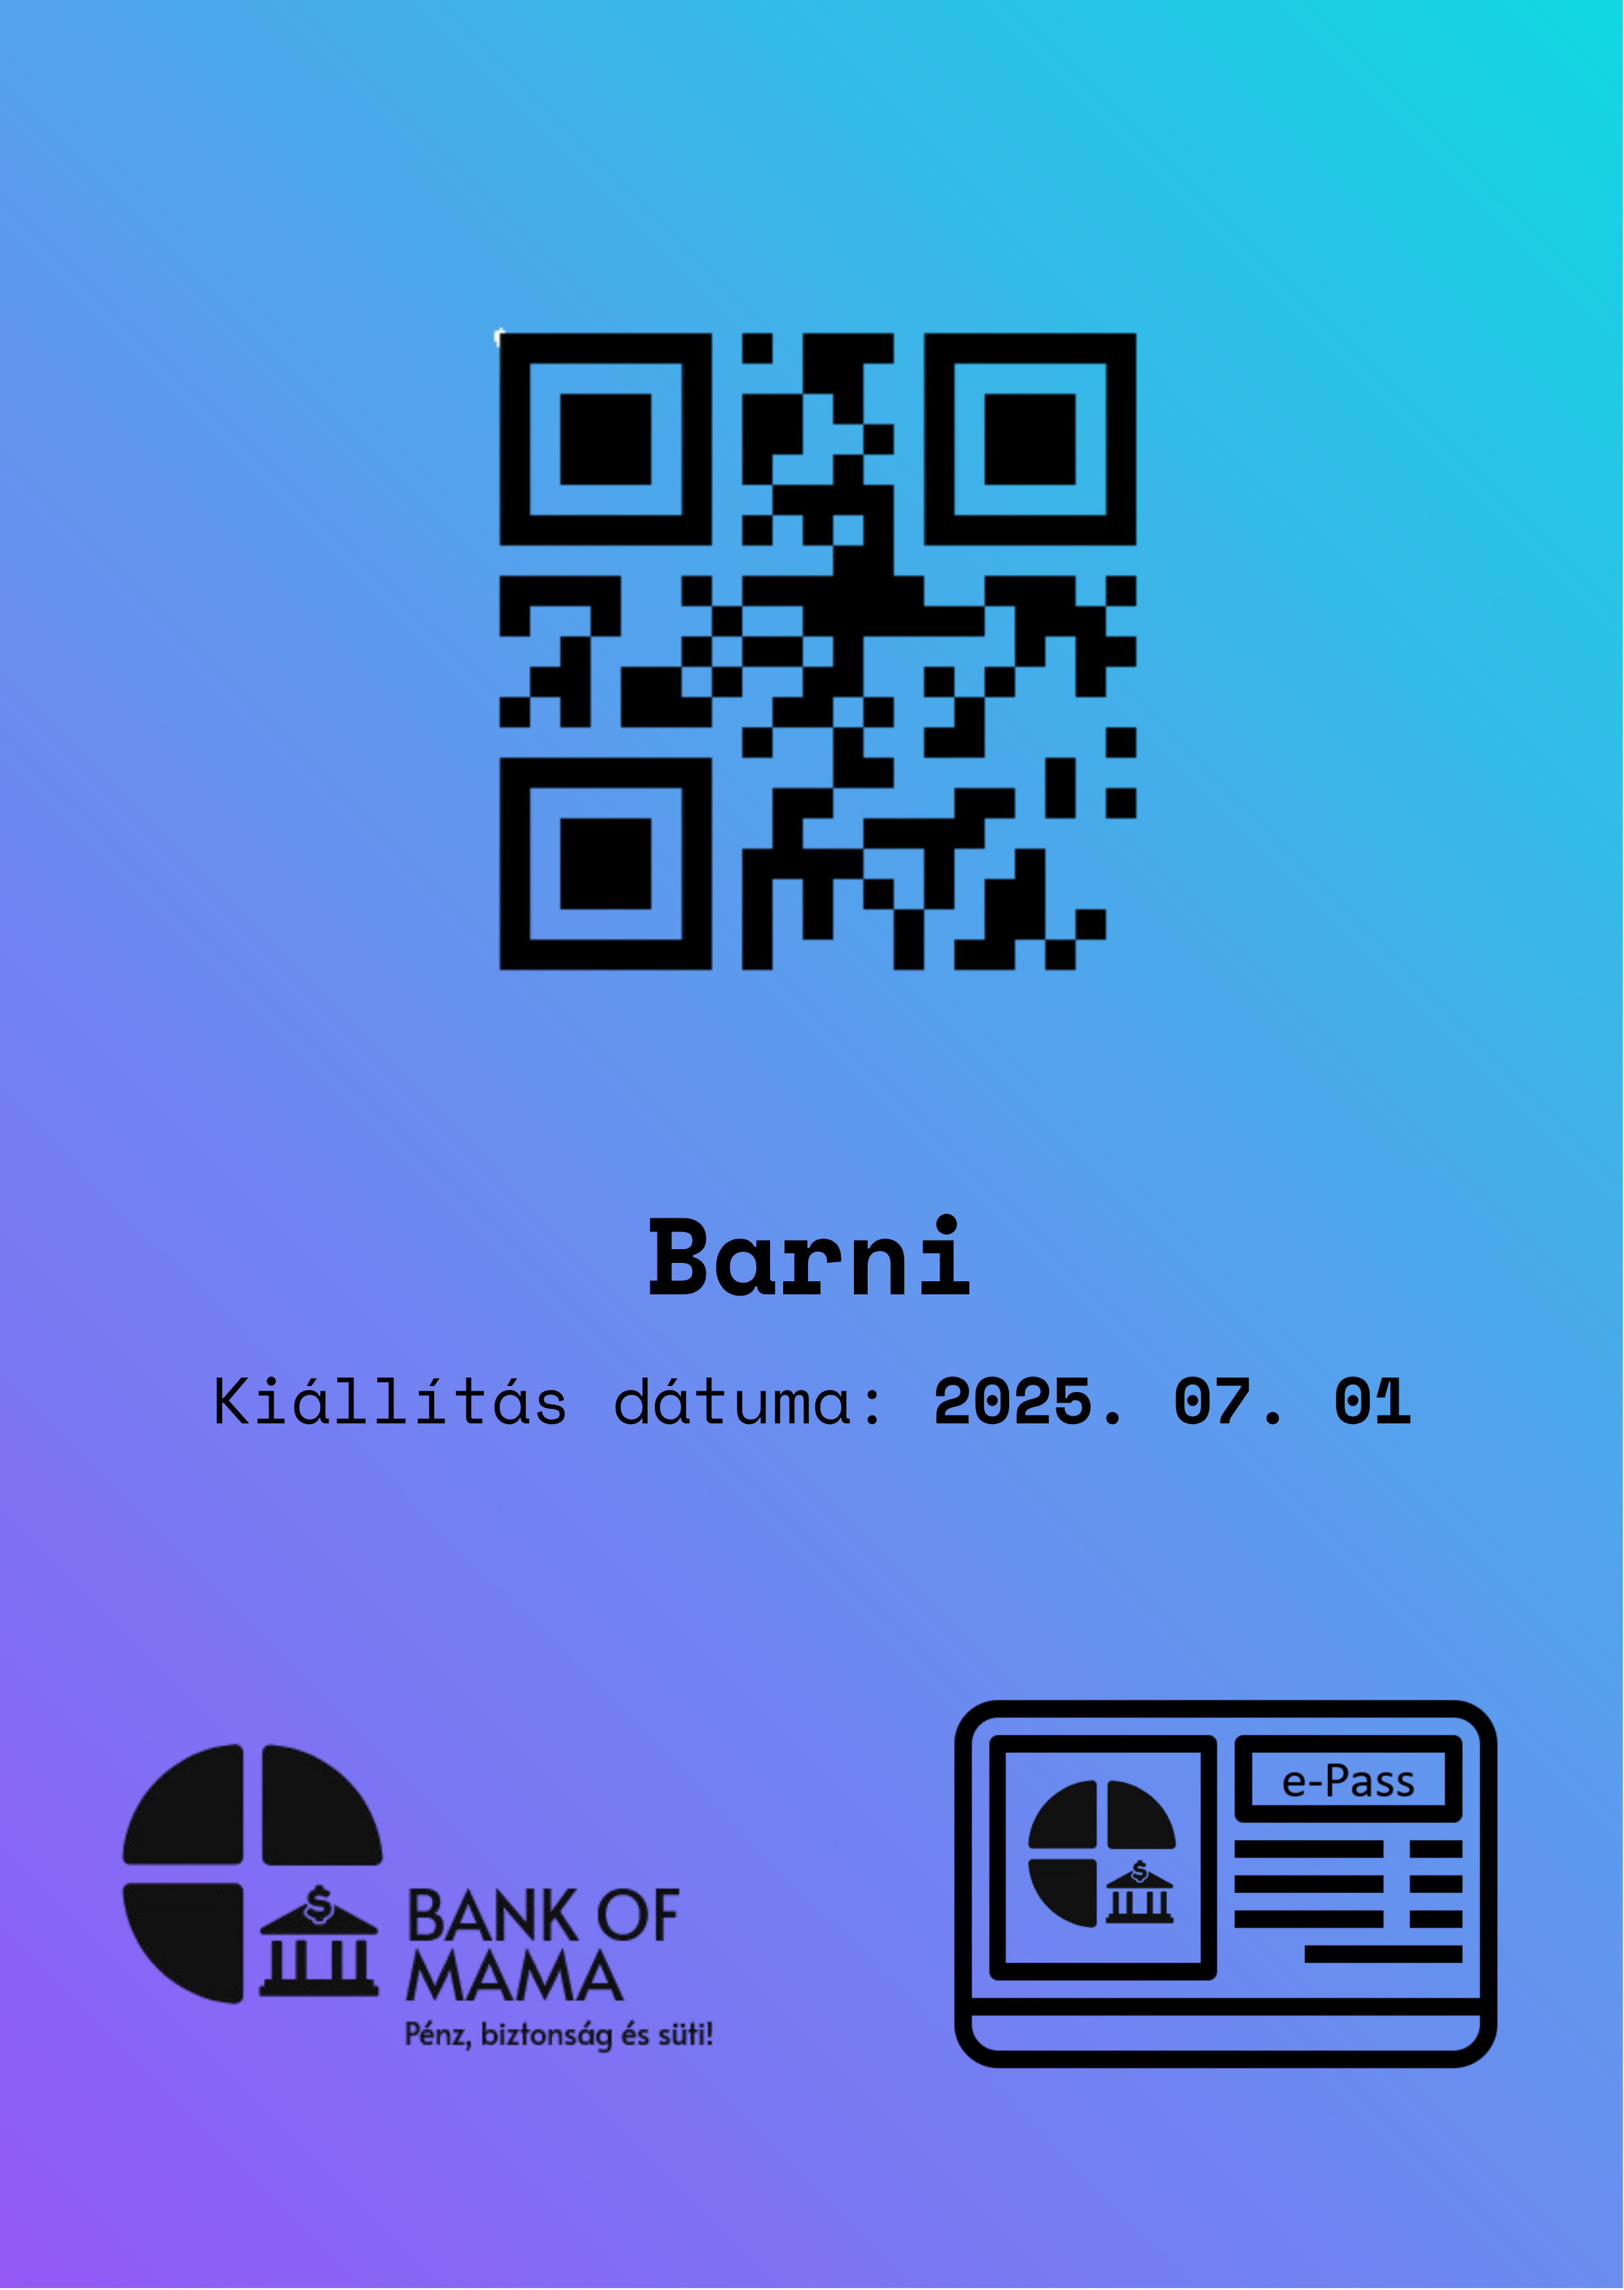 Barni
Kiállítás dátuma: 2025. 07. 01
BANK OF
MAMA
Pénz, biztonság és süti!
$
e-Pass
$